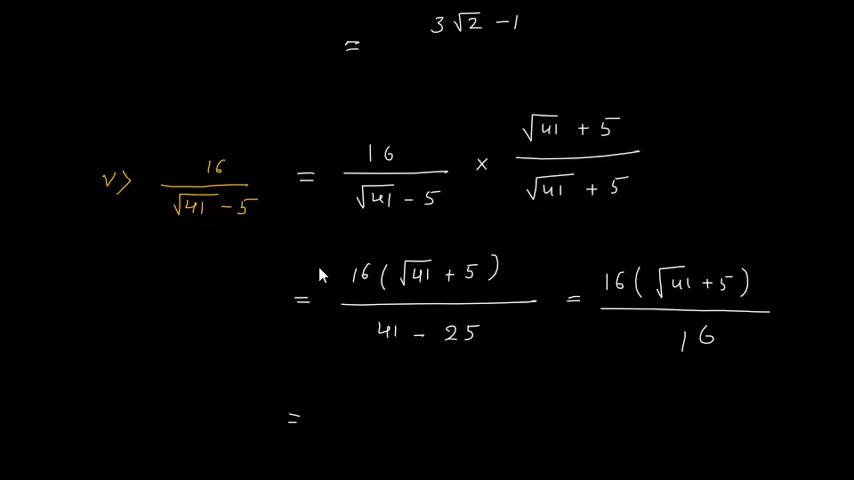 = 3√2 - 1
v> 16/(√41 - 5) = 16/(√41 - 5) × (√41 + 5)/(√41 + 5)
= 16(√41 + 5)/(41 - 25) = 16(√41 + 5)/16
=